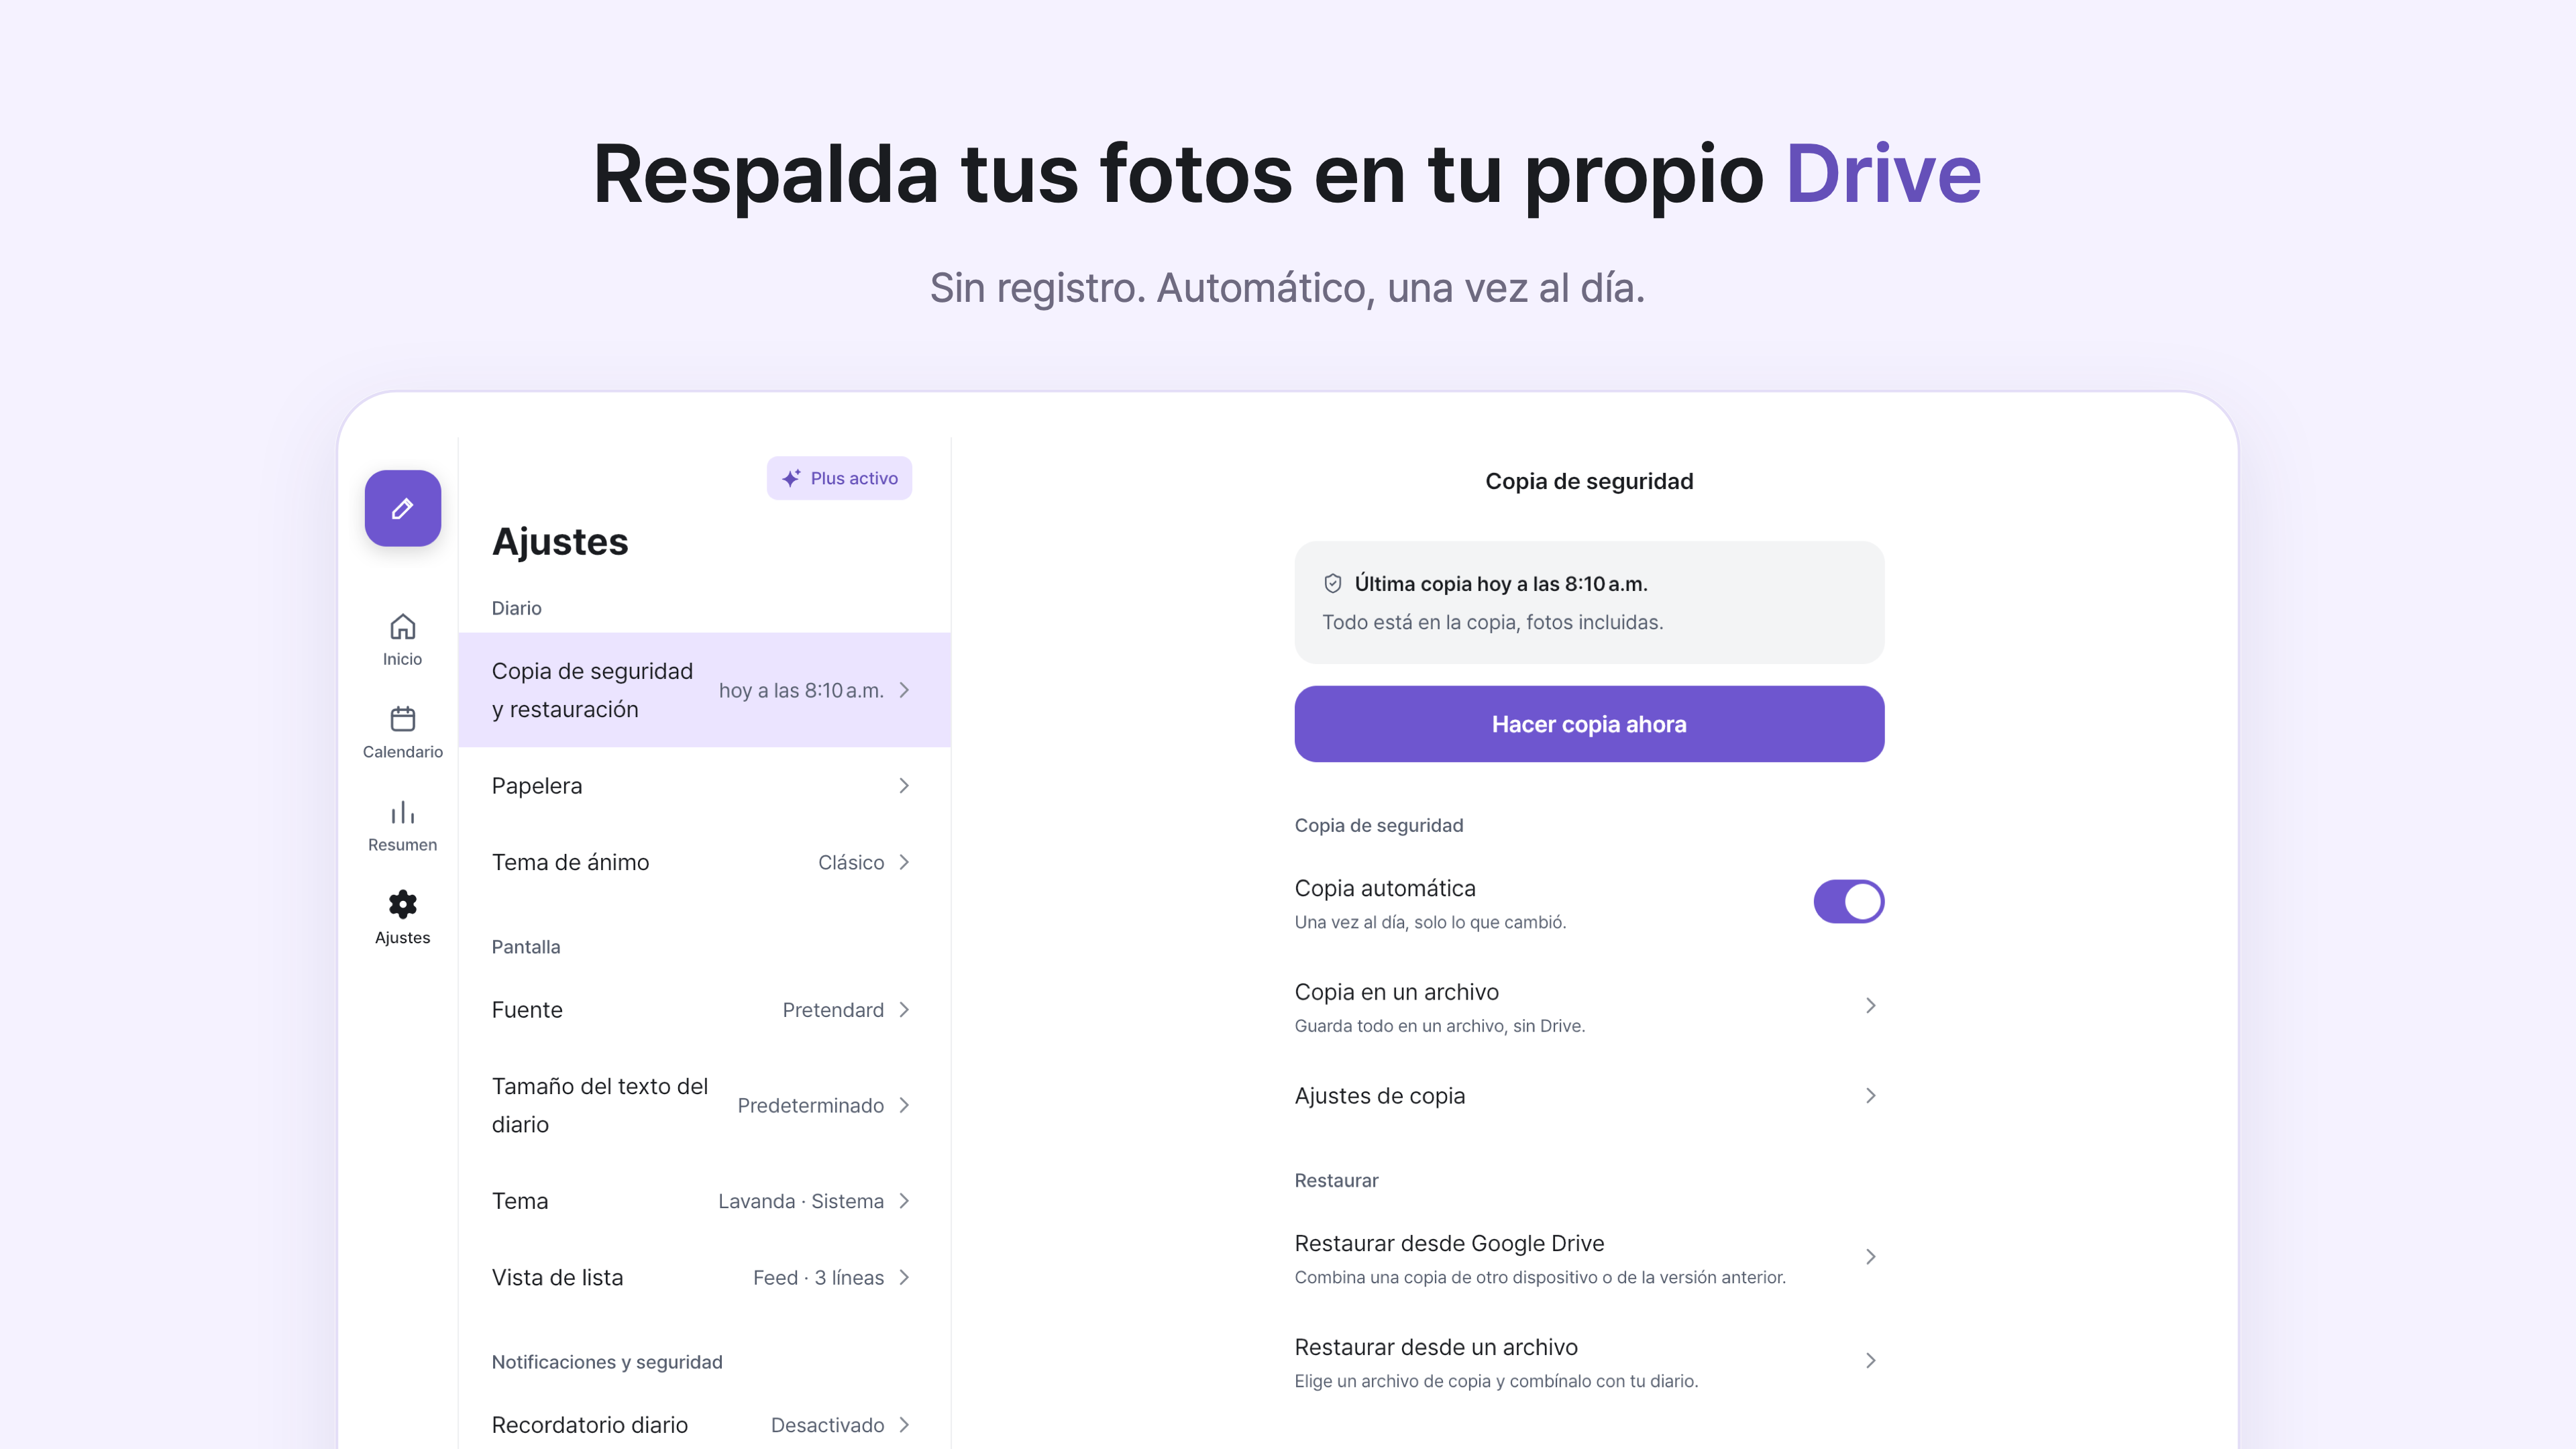 Respalda tus fotos en tu propio Drive
Sin registro. Automático, una vez al día.
Inicio
Calendario
Resumen
Ajustes
Plus activo
Ajustes
Diario
Copia de seguridad
y restauración
hoy a las 8:10 a.m.
Papelera
Tema de ánimo
Clásico
Pantalla
Fuente
Pretendard
Tamaño del texto del
diario
Predeterminado
Tema
Lavanda · Sistema
Vista de lista
Feed · 3 líneas
Notificaciones y seguridad
Recordatorio diario
Desactivado
Copia de seguridad
Última copia hoy a las 8:10 a.m.
Todo está en la copia, fotos incluidas.
Hacer copia ahora
Copia de seguridad
Copia automática
Una vez al día, solo lo que cambió.
Copia en un archivo
Guarda todo en un archivo, sin Drive.
Ajustes de copia
Restaurar
Restaurar desde Google Drive
Combina una copia de otro dispositivo o de la versión anterior.
Restaurar desde un archivo
Elige un archivo de copia y combínalo con tu diario.